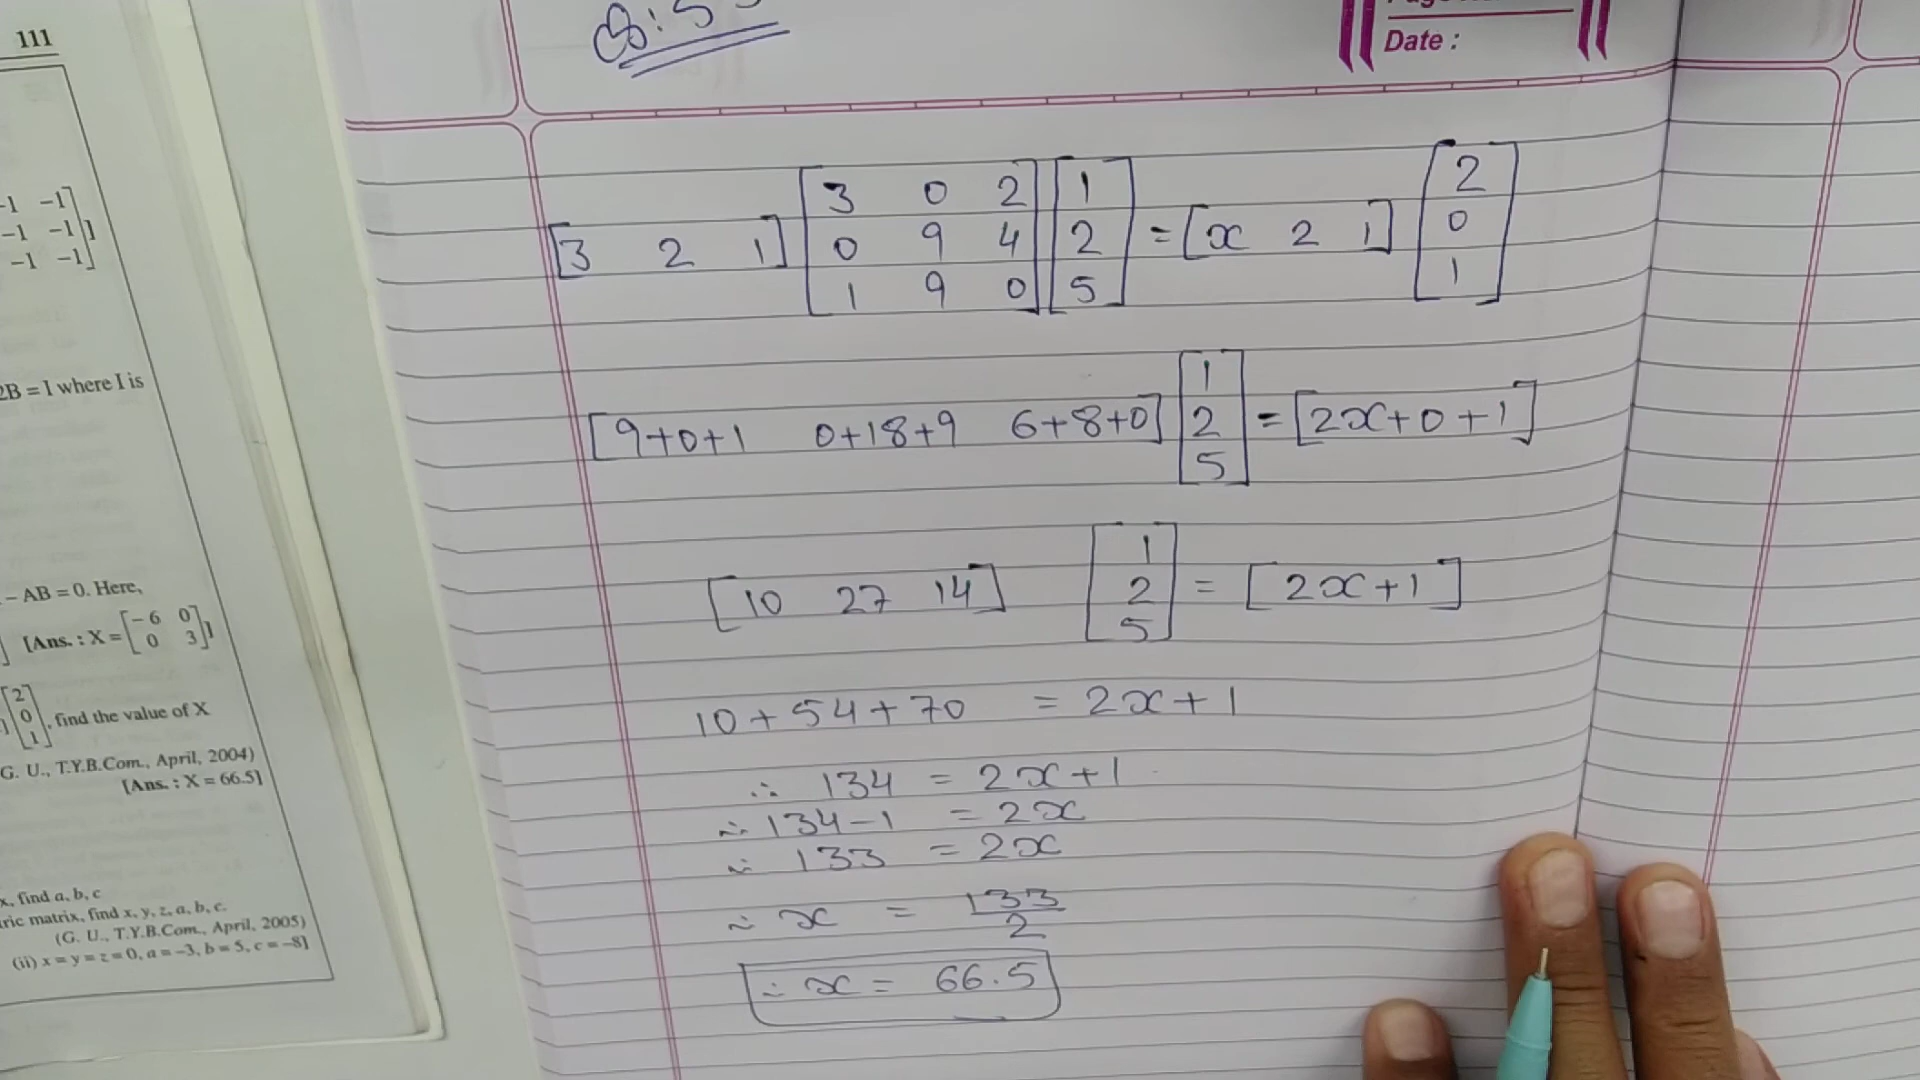 111
-1 -1
-1 -1
-1 -1
2B = I where I is
– AB = 0. Here,
[Ans. : X = [-6 0
0 3]]
[2
0
1], find the value of X
G. U., T.Y.B.Com., April, 2004)
[Ans. : X = 66.5]
x, find a, b, c
ric matrix, find x, y, z, a, b, c.
(G. U., T.Y.B.Com., April, 2005)
(ii) x = y = z = 0, a = –3, b = 5, c = –8]
Date :
[3 2 1] [3 0 2
0 9 4
1 9 0] [1
2
5] = [x 2 1] [2
0
1]
[9+0+1 0+18+9 6+8+0] [1
2
5] = [2x+0+1]
[10 27 14] [1
2
5] = [2x+1]
10+54+70 = 2x+1
∴ 134 = 2x+1
∴ 134-1 = 2x
∴ 133 = 2x
∴ x = 133
2
∴ x = 66.5